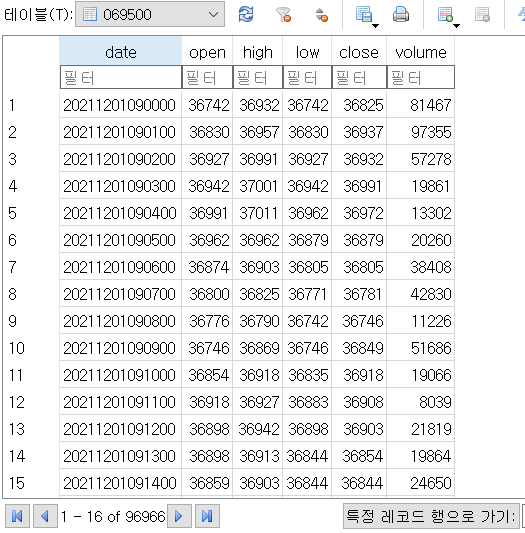 테이블(T): 069500
date open high low close volume
필터 필터 필터 필터 필터 필터
1 20211201090000 36742 36932 36742 36825 81467
2 20211201090100 36830 36957 36830 36937 97355
3 20211201090200 36927 36991 36927 36932 57278
4 20211201090300 36942 37001 36942 36991 19861
5 20211201090400 36991 37011 36962 36972 13302
6 20211201090500 36962 36962 36879 36879 20260
7 20211201090600 36874 36903 36805 36805 38408
8 20211201090700 36800 36825 36771 36781 42830
9 20211201090800 36776 36790 36742 36746 11226
10 20211201090900 36746 36869 36746 36849 51686
11 20211201091000 36854 36918 36835 36918 19066
12 20211201091100 36918 36927 36883 36908 8039
13 20211201091200 36898 36942 36898 36903 21819
14 20211201091300 36898 36913 36844 36854 19864
15 20211201091400 36859 36903 36844 36844 24650
1 - 16 of 96966 특정 레코드 행으로 가기: